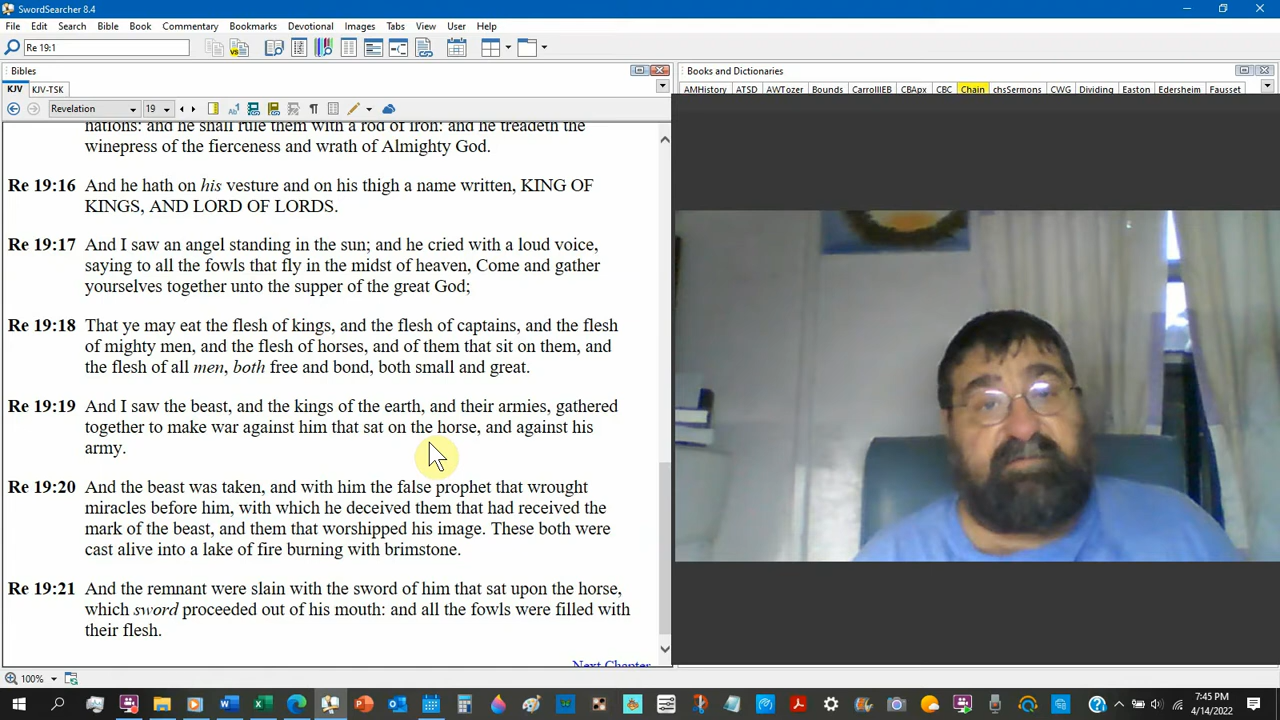 SwordSearcher 8.4
File Edit Search Bible Book Commentary Bookmarks Devotional Images Tabs View User Help
Re 19:1
Bibles
KJV KJV-TSK
Revelation 19
nations: and he shall rule them with a rod of iron: and he treadeth the
winepress of the fierceness and wrath of Almighty God.
Re 19:16 And he hath on his vesture and on his thigh a name written, KING OF
KINGS, AND LORD OF LORDS.
Re 19:17 And I saw an angel standing in the sun; and he cried with a loud voice,
saying to all the fowls that fly in the midst of heaven, Come and gather
yourselves together unto the supper of the great God;
Re 19:18 That ye may eat the flesh of kings, and the flesh of captains, and the flesh
of mighty men, and the flesh of horses, and of them that sit on them, and
the flesh of all men, both free and bond, both small and great.
Re 19:19 And I saw the beast, and the kings of the earth, and their armies, gathered
together to make war against him that sat on the horse, and against his
army.
Re 19:20 And the beast was taken, and with him the false prophet that wrought
miracles before him, with which he deceived them that had received the
mark of the beast, and them that worshipped his image. These both were
cast alive into a lake of fire burning with brimstone.
Re 19:21 And the remnant were slain with the sword of him that sat upon the horse,
which sword proceeded out of his mouth: and all the fowls were filled with
their flesh.
Next Chapter
100%
Books and Dictionaries
AMHistory ATSD AWTozer Bounds CarrollIEB CBApx CBC Chain chsSermons CWG Dividing Easton Edersheim Fausset
7:45 PM
4/14/2022